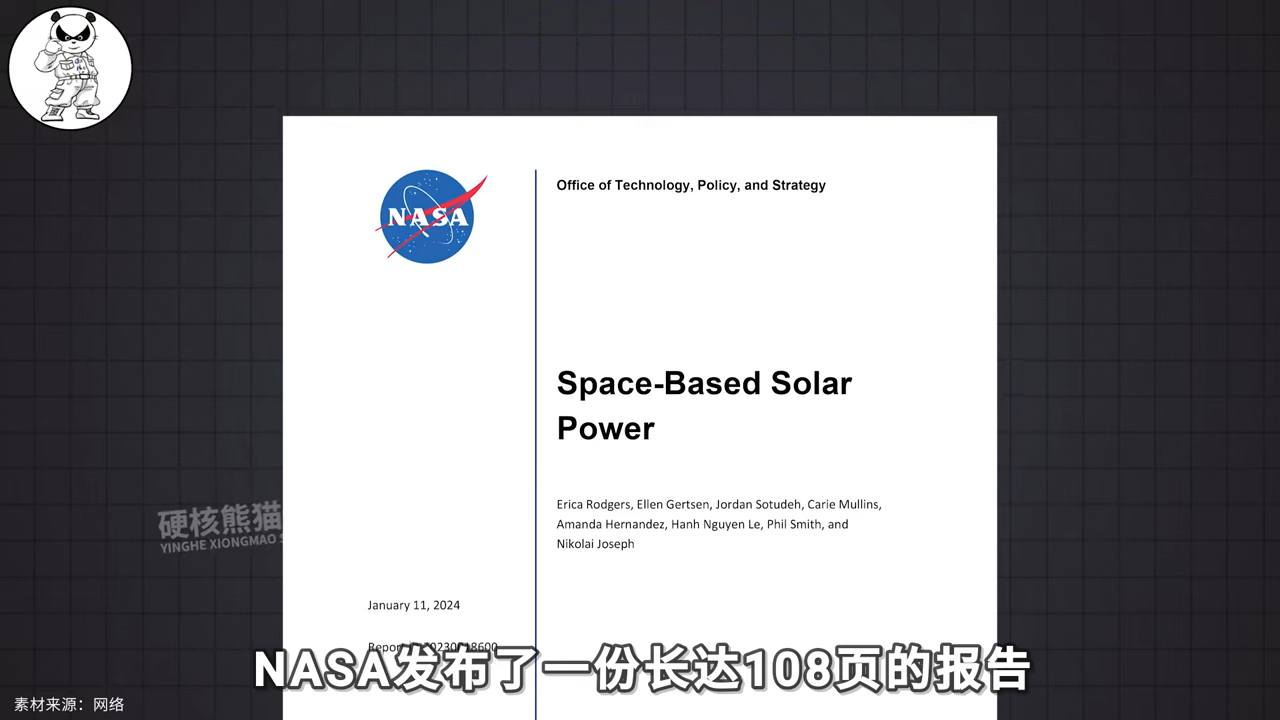 NASA
Office of Technology, Policy, and Strategy
Space-Based Solar
Power
Erica Rodgers, Ellen Gertsen, Jordan Sotudeh, Carie Mullins,
Amanda Hernandez, Hanh Nguyen Le, Phil Smith, and
Nikolai Joseph
硬核熊猫
YINGHE XIONGMAO
January 11, 2024
NASA发布了一份长达108页的报告
素材来源：网络